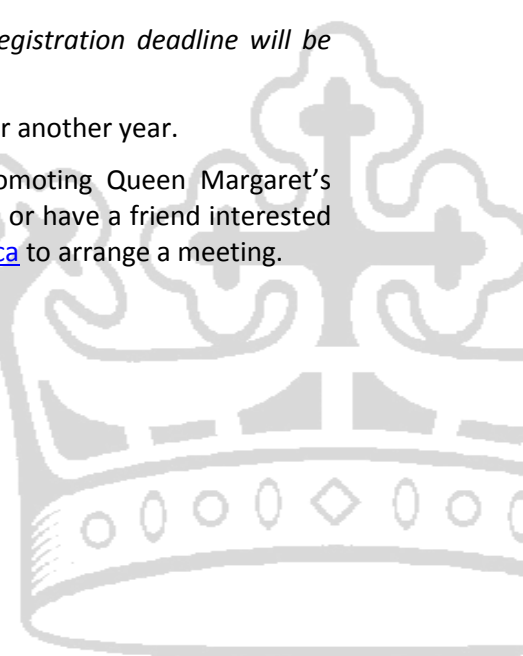 egistration deadline will be
r another year.
omoting Queen Margaret's
or have a friend interested
ca to arrange a meeting.